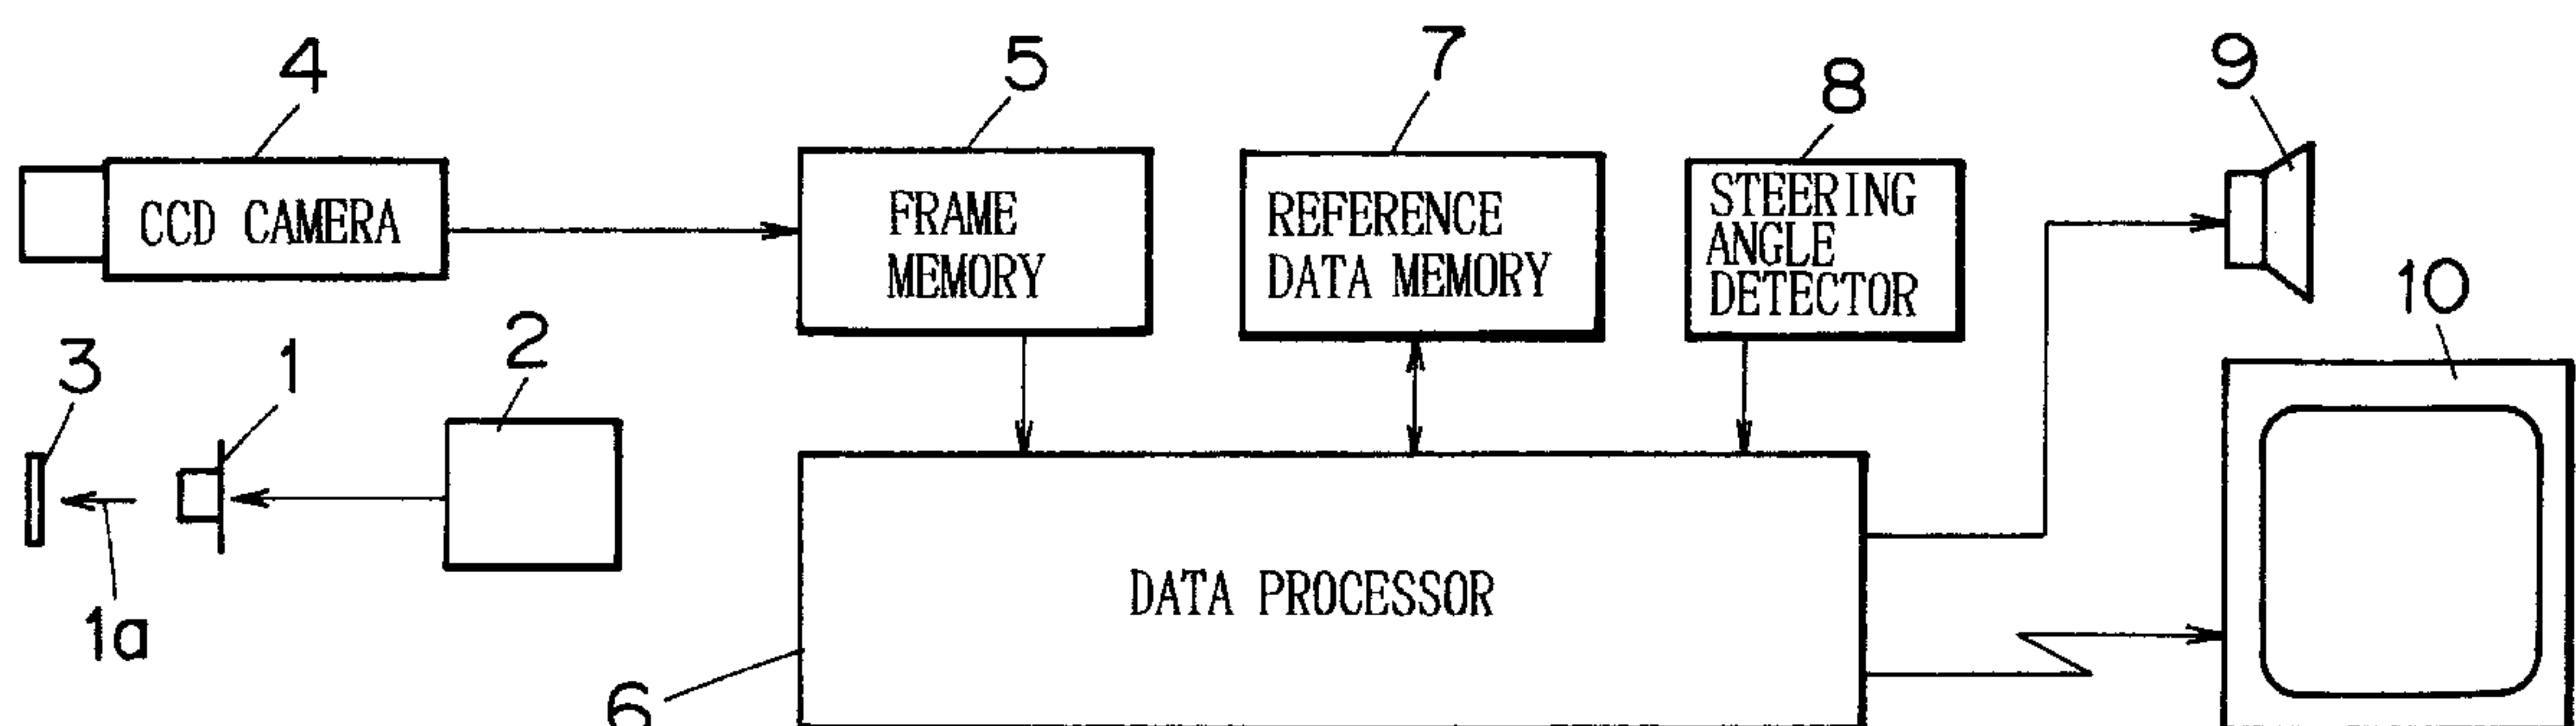 4
5
7
8
9
CCD CAMERA
FRAME
MEMORY
REFERENCE
DATA MEMORY
STEERING
ANGLE
DETECTOR
10
3
1
2
1a
DATA PROCESSOR
6